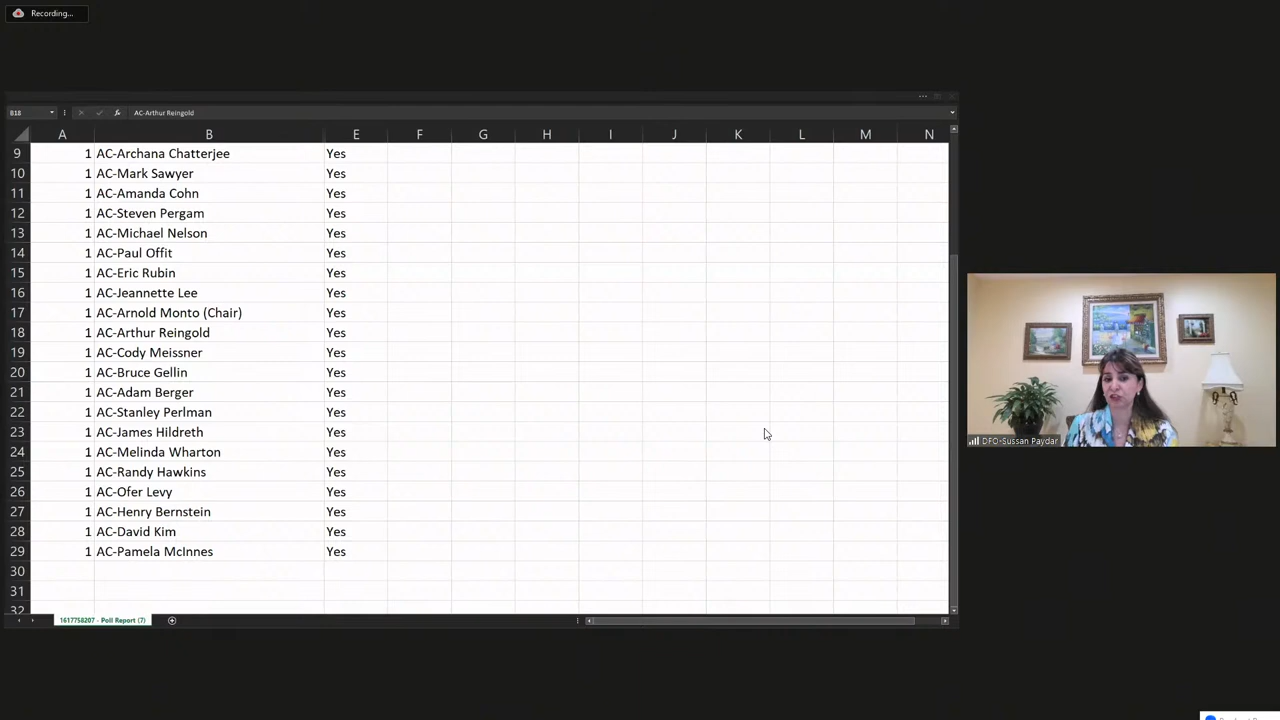 Recording...
B18 AC-Arthur Reingold
A B E F G H I J K L M N
9 1 AC-Archana Chatterjee Yes
10 1 AC-Mark Sawyer Yes
11 1 AC-Amanda Cohn Yes
12 1 AC-Steven Pergam Yes
13 1 AC-Michael Nelson Yes
14 1 AC-Paul Offit Yes
15 1 AC-Eric Rubin Yes
16 1 AC-Jeannette Lee Yes
17 1 AC-Arnold Monto (Chair) Yes
18 1 AC-Arthur Reingold Yes
19 1 AC-Cody Meissner Yes
20 1 AC-Bruce Gellin Yes
21 1 AC-Adam Berger Yes
22 1 AC-Stanley Perlman Yes
23 1 AC-James Hildreth Yes
24 1 AC-Melinda Wharton Yes
25 1 AC-Randy Hawkins Yes
26 1 AC-Ofer Levy Yes
27 1 AC-Henry Bernstein Yes
28 1 AC-David Kim Yes
29 1 AC-Pamela McInnes Yes
30
31
32
1617758207 - Poll Report (7)
DFO-Sussan Paydar